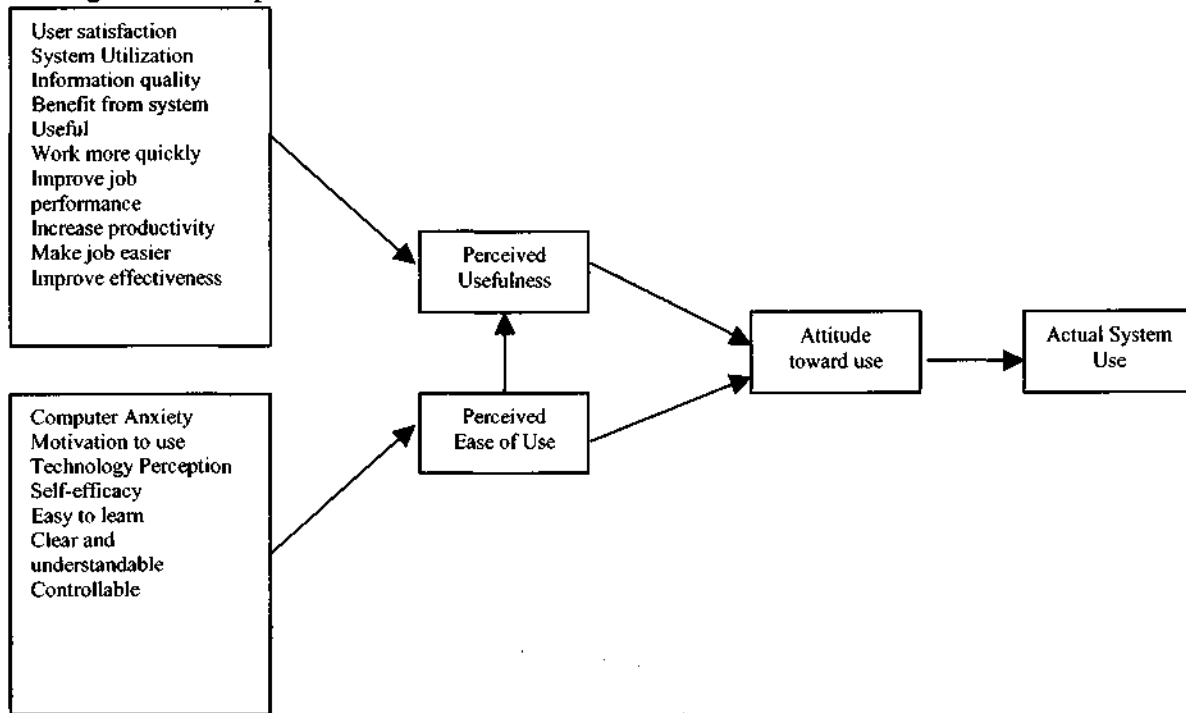 User satisfaction
System Utilization
Information quality
Benefit from system
Useful
Work more quickly
Improve job
performance
Increase productivity
Make job easier
Improve effectiveness
Perceived
Usefulness
Attitude
toward use
Actual System
Use
Computer Anxiety
Motivation to use
Technology Perception
Self-efficacy
Easy to learn
Clear and
understandable
Controllable
Perceived
Ease of Use